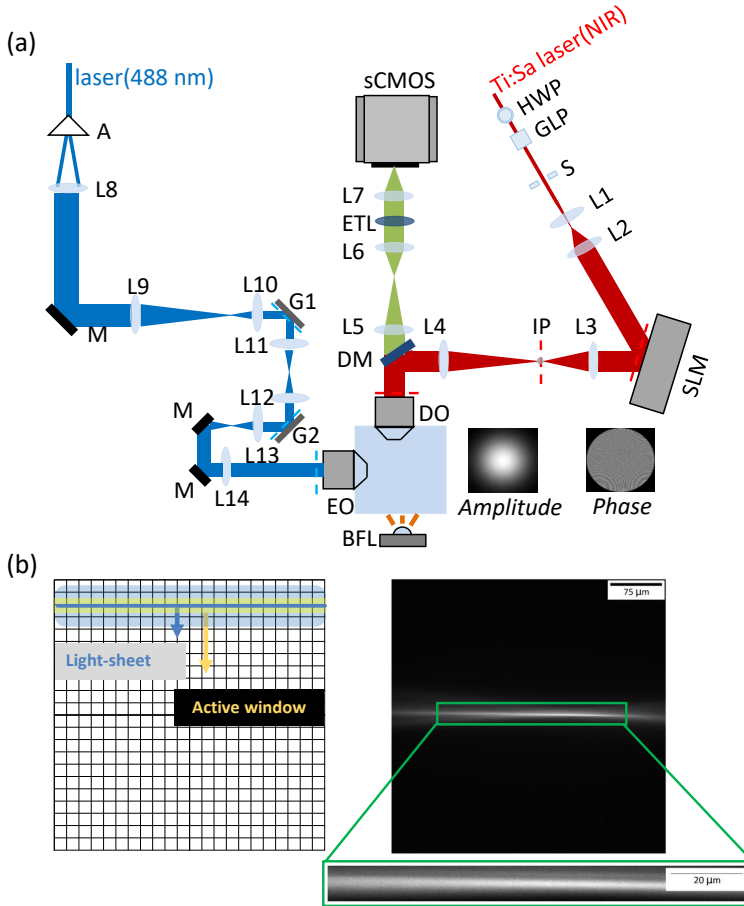 (a)
laser(488 nm)
A
L8
L9
M
L10
G1
L11
L12
G2
M
L13
M
L14
EO
sCMOS
L7
ETL
L6
L5
DM
L4
IP
L3
DO
BFL
Ti:Sa laser(NIR)
HWP
GLP
S
L1
L2
SLM
Amplitude
Phase
(b)
Light-sheet
Active window
75 µm
20 µm